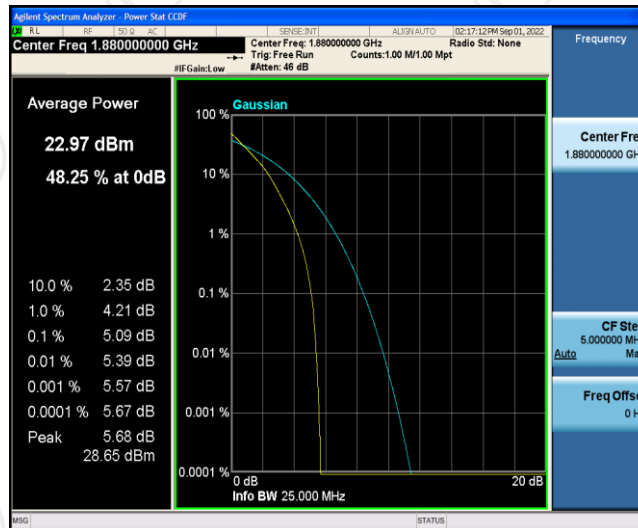 Agilent Spectrum Analyzer - Power Stat CCDF
RL RF 50 Ω AC SENSE:INT ALIGNAUTO 02:17:12 PM Sep 01, 2022
Center Freq 1.880000000 GHz
Center Freq: 1.880000000 GHz Radio Std: None
Trig: Free Run Counts:1.00 M/1.00 Mpt
#IFGain:Low #Atten: 46 dB
Frequency
Average Power
22.97 dBm
48.25 % at 0dB
10.0 % 2.35 dB
1.0 % 4.21 dB
0.1 % 5.09 dB
0.01 % 5.39 dB
0.001 % 5.57 dB
0.0001 % 5.67 dB
Peak 5.68 dB
28.65 dBm
Gaussian
100 %
10 %
1 %
0.1 %
0.01 %
0.001 %
0.0001 %
0 dB 20 dB
Info BW 25.000 MHz
Center Fre
1.880000000 GH
CF Ste
5.000000 MH
Auto Ma
Freq Offs
0 H
MSG STATUS